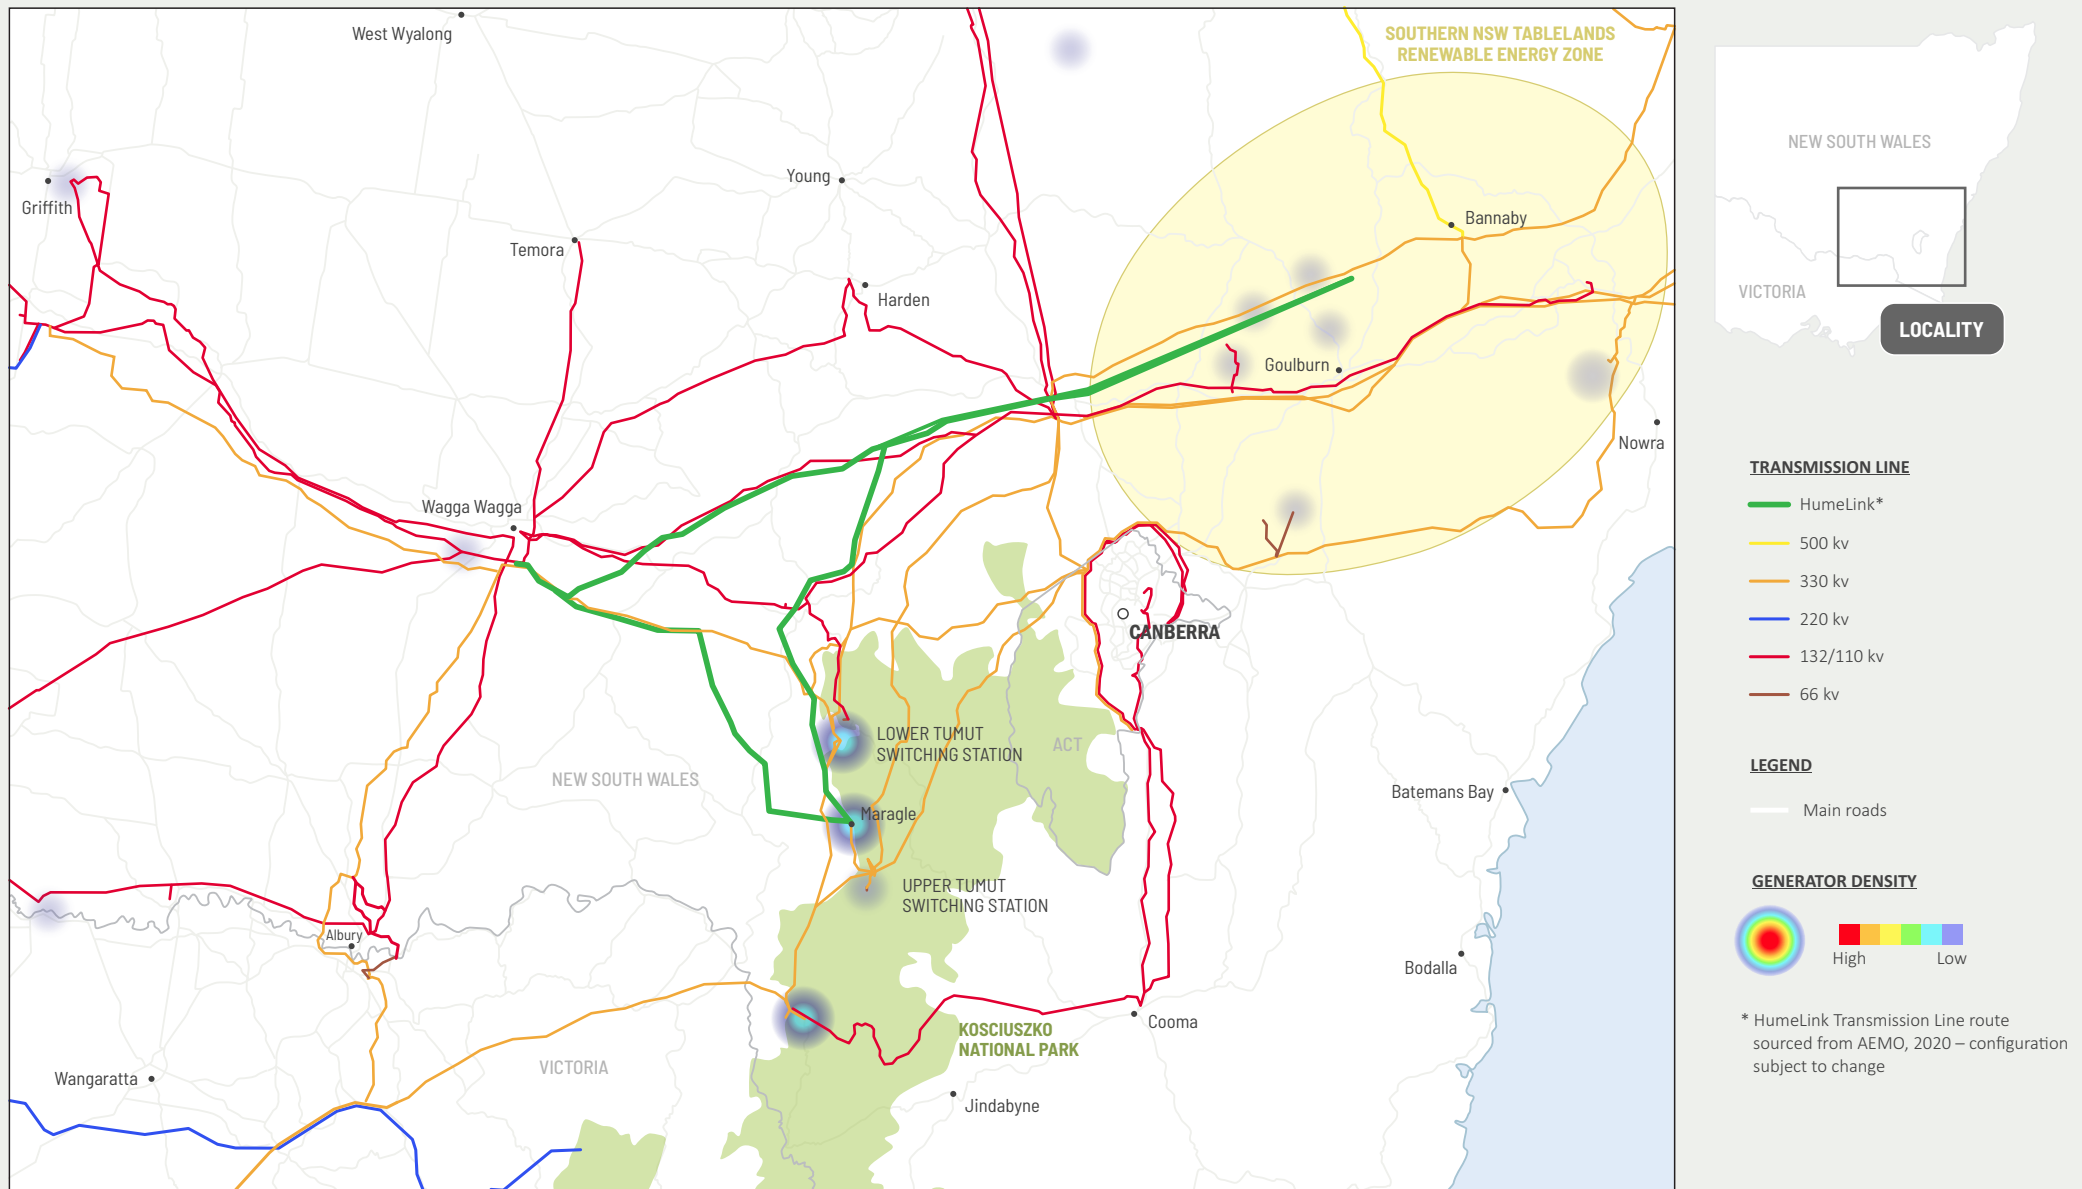 West Wyalong
SOUTHERN NSW TABLELANDS
RENEWABLE ENERGY ZONE
Young
Griffith
Bannaby
Temora
Harden
Goulburn
Nowra
Wagga Wagga
CANBERRA
LOWER TUMUT
SWITCHING STATION
ACT
NEW SOUTH WALES
Batemans Bay
Maragle
UPPER TUMUT
SWITCHING STATION
Albury
Bodalla
Cooma
KOSCIUSZKO
NATIONAL PARK
VICTORIA
Wangaratta
Jindabyne
NEW SOUTH WALES
VICTORIA
LOCALITY
TRANSMISSION LINE
HumeLink*
500 kv
330 kv
220 kv
132/110 kv
66 kv
LEGEND
Main roads
GENERATOR DENSITY
High Low
* HumeLink Transmission Line route
sourced from AEMO, 2020 – configuration
subject to change